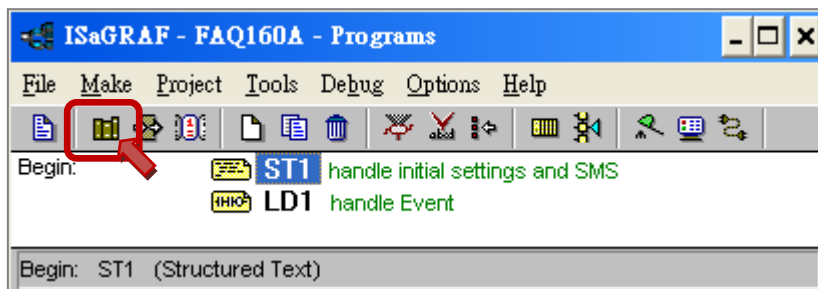 ISaGRAF - FAQ160A - Programs
File Make Project Tools Debug Options Help
Begin: ST1 handle initial settings and SMS
LD1 handle Event
Begin: ST1 (Structured Text)